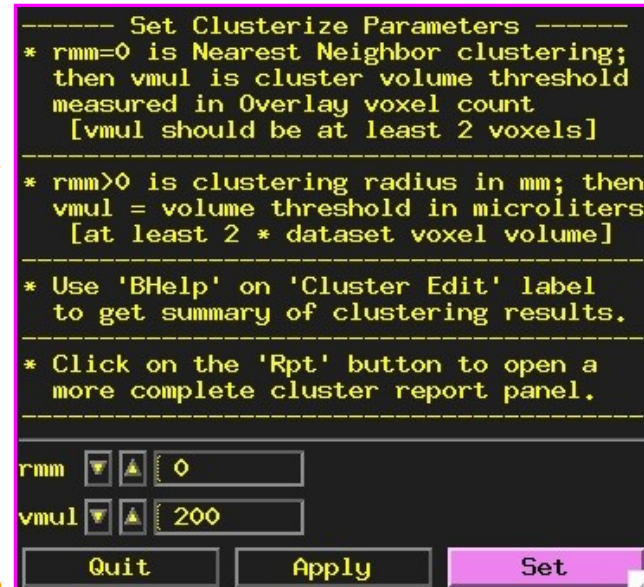 ------ Set Clusterize Parameters ------
* rmm=0 is Nearest Neighbor clustering;
then vmul is cluster volume threshold
measured in Overlay voxel count
[vmul should be at least 2 voxels]
* rmm>0 is clustering radius in mm; then
vmul = volume threshold in microliters
[at least 2 * dataset voxel volume]
* Use 'BHelp' on 'Cluster Edit' label
to get summary of clustering results.
* Click on the 'Rpt' button to open a
more complete cluster report panel.
rmm 0
vmul 200
Quit Apply Set